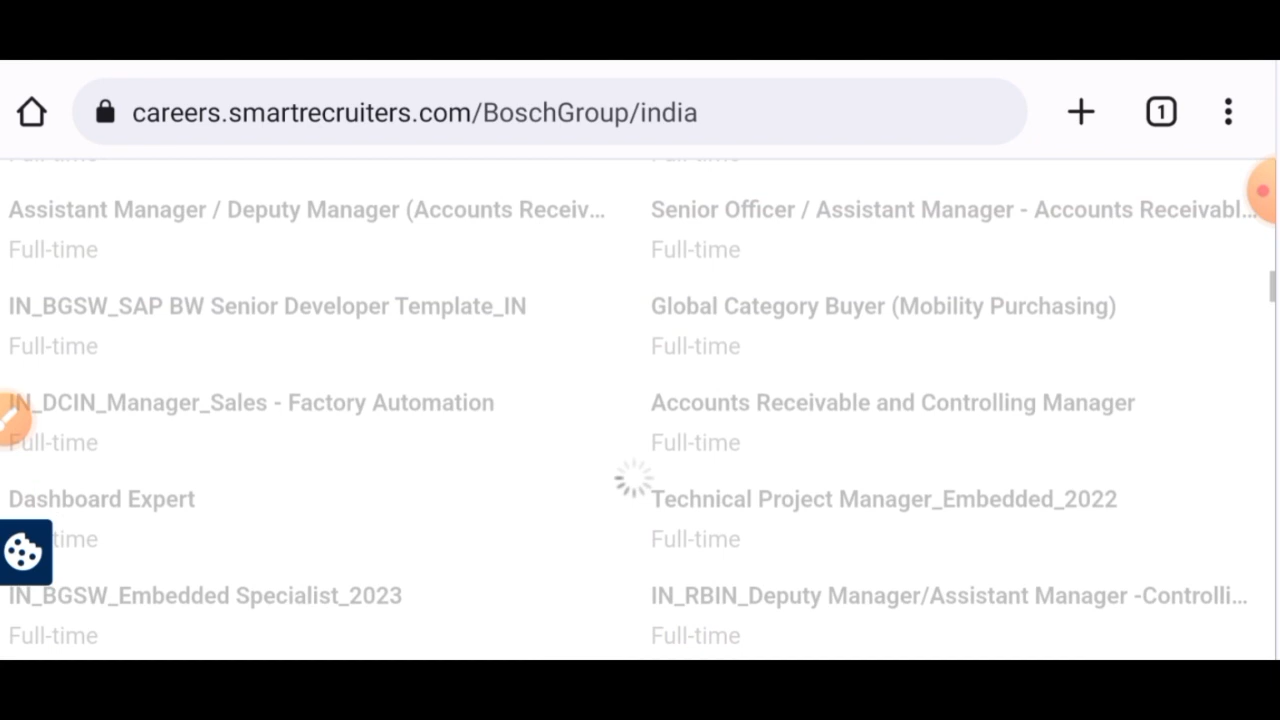 careers.smartrecruiters.com/BoschGroup/india
1
Assistant Manager / Deputy Manager (Accounts Receiv...
Senior Officer / Assistant Manager - Accounts Receivabl...
Full-time
Full-time
IN_BGSW_SAP BW Senior Developer Template_IN
Global Category Buyer (Mobility Purchasing)
Full-time
Full-time
IN_DCIN_Manager_Sales - Factory Automation
Accounts Receivable and Controlling Manager
Full-time
Full-time
Dashboard Expert
Technical Project Manager_Embedded_2022
time
Full-time
IN_BGSW_Embedded Specialist_2023
IN_RBIN_Deputy Manager/Assistant Manager -Controlli...
Full-time
Full-time